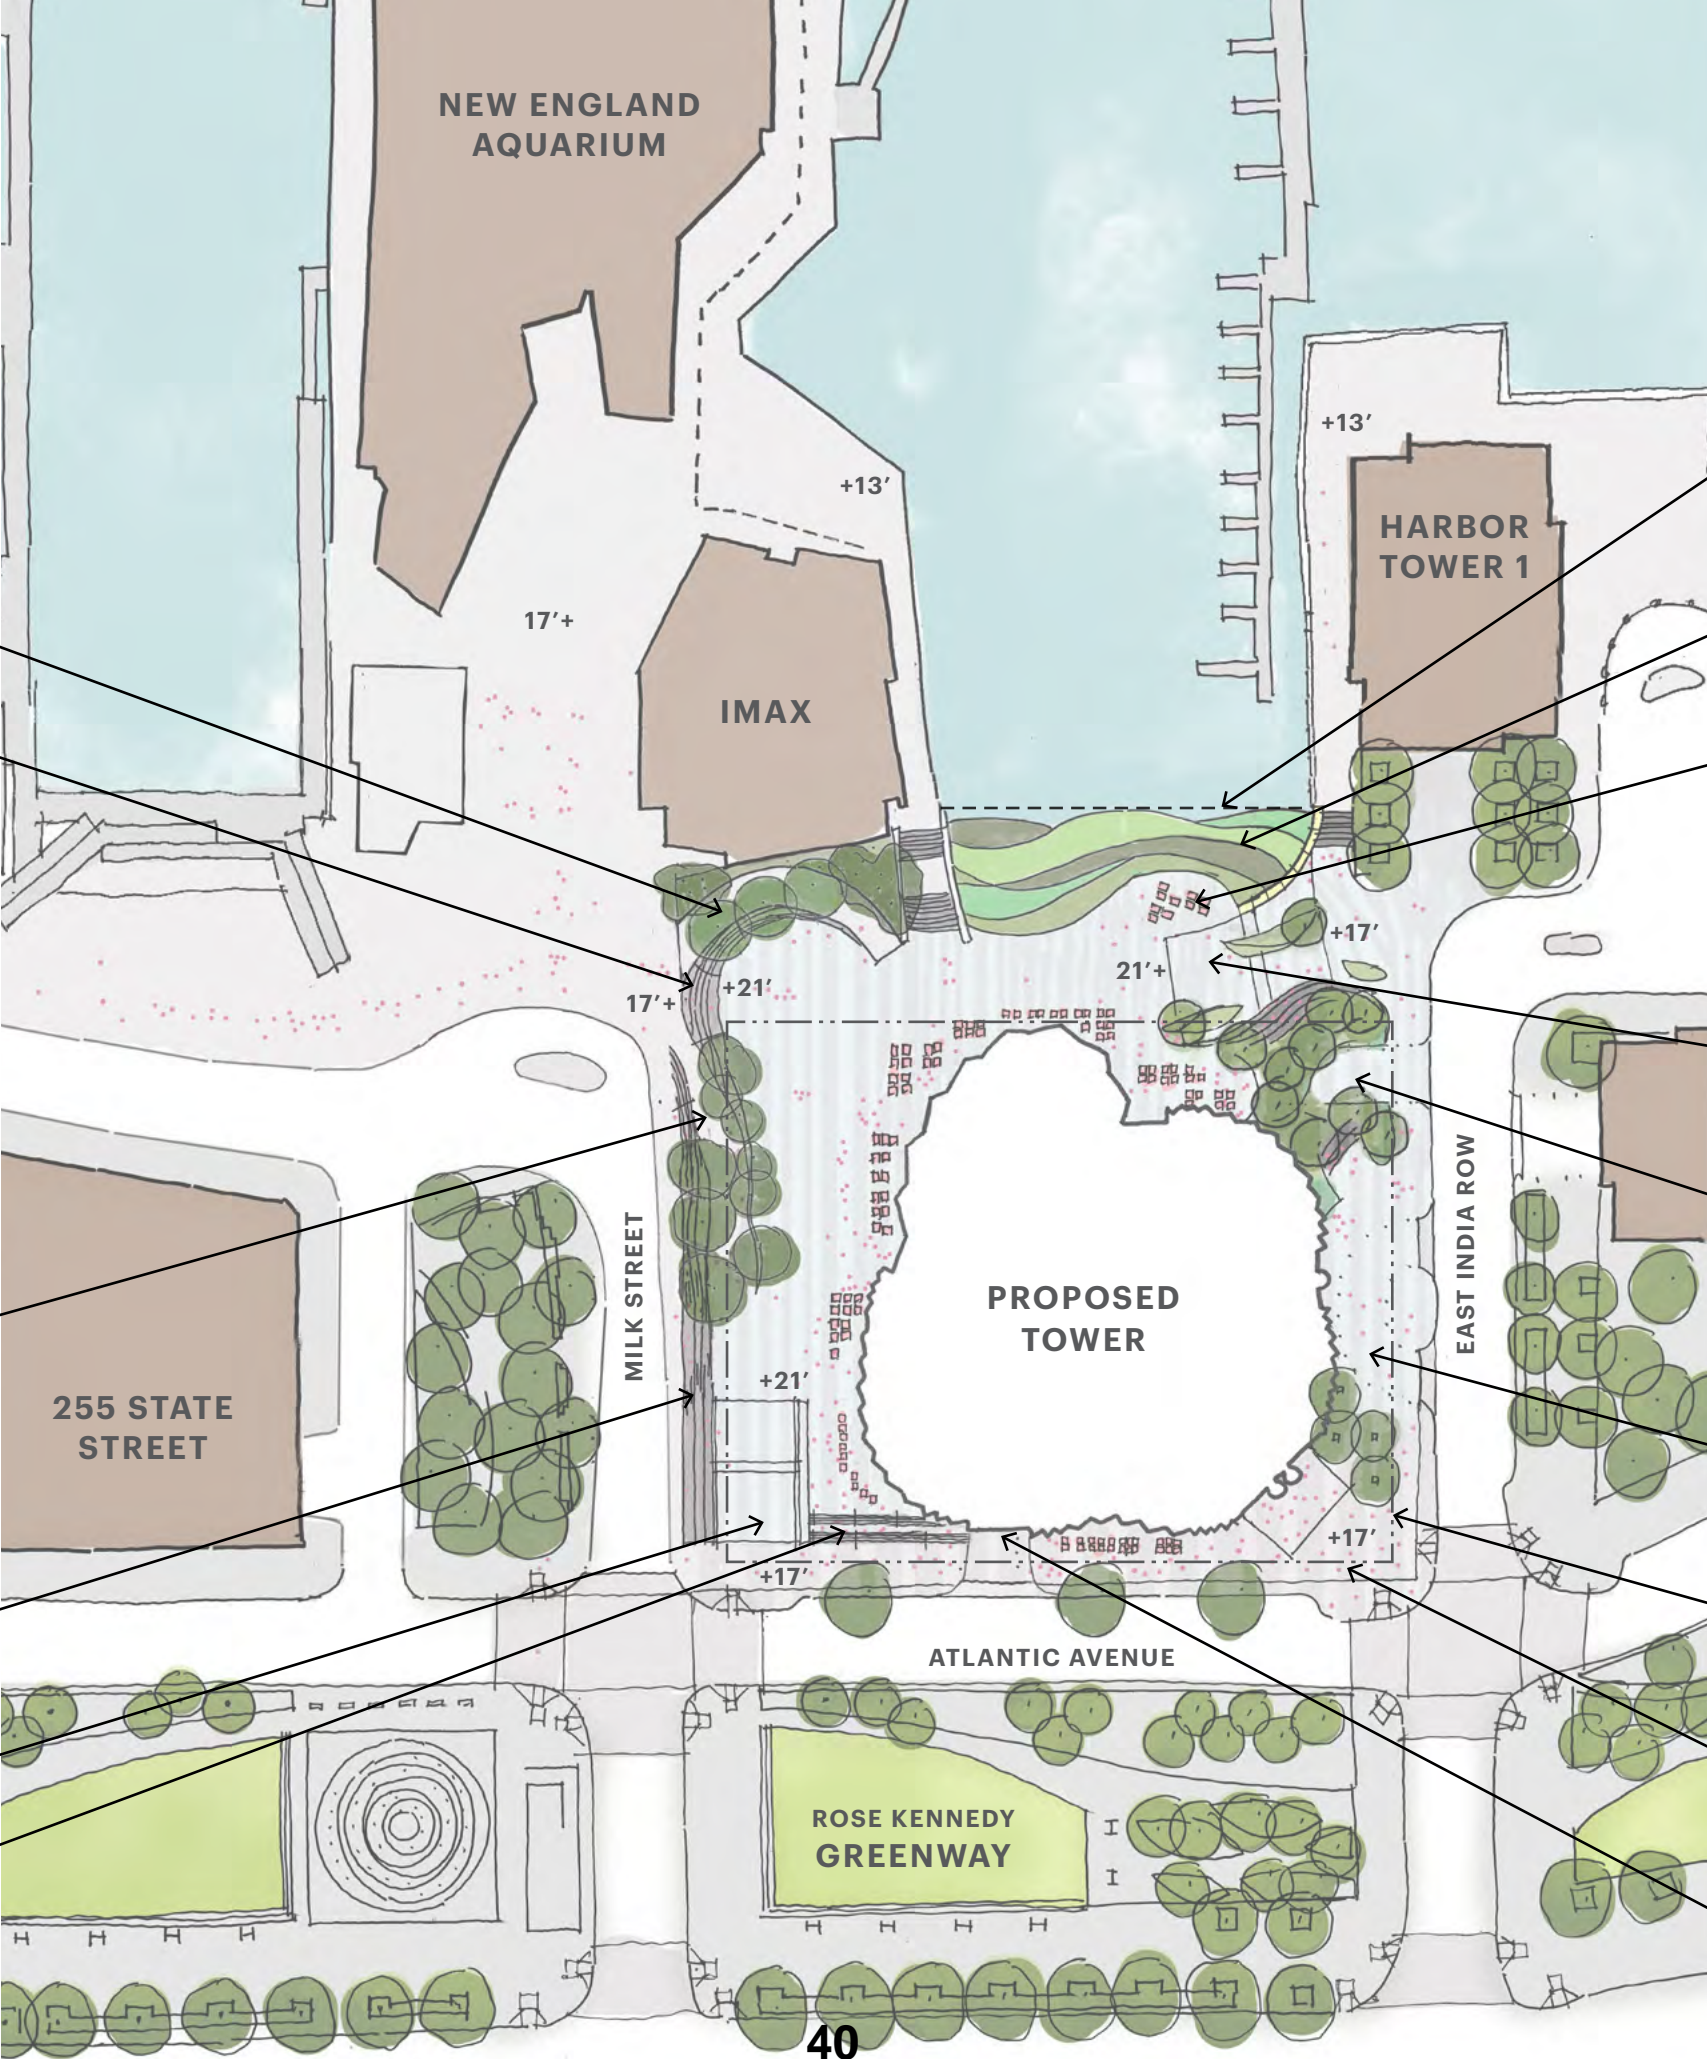 NEW ENGLAND
AQUARIUM
+13’
+13’
HARBOR
TOWER 1
17’+
IMAX
+17’
21’+
17’+
+21’
MILK STREET
EAST INDIA ROW
PROPOSED
TOWER
+21’
255 STATE
STREET
+17’
+17’
ATLANTIC AVENUE
ROSE KENNEDY
GREENWAY
40